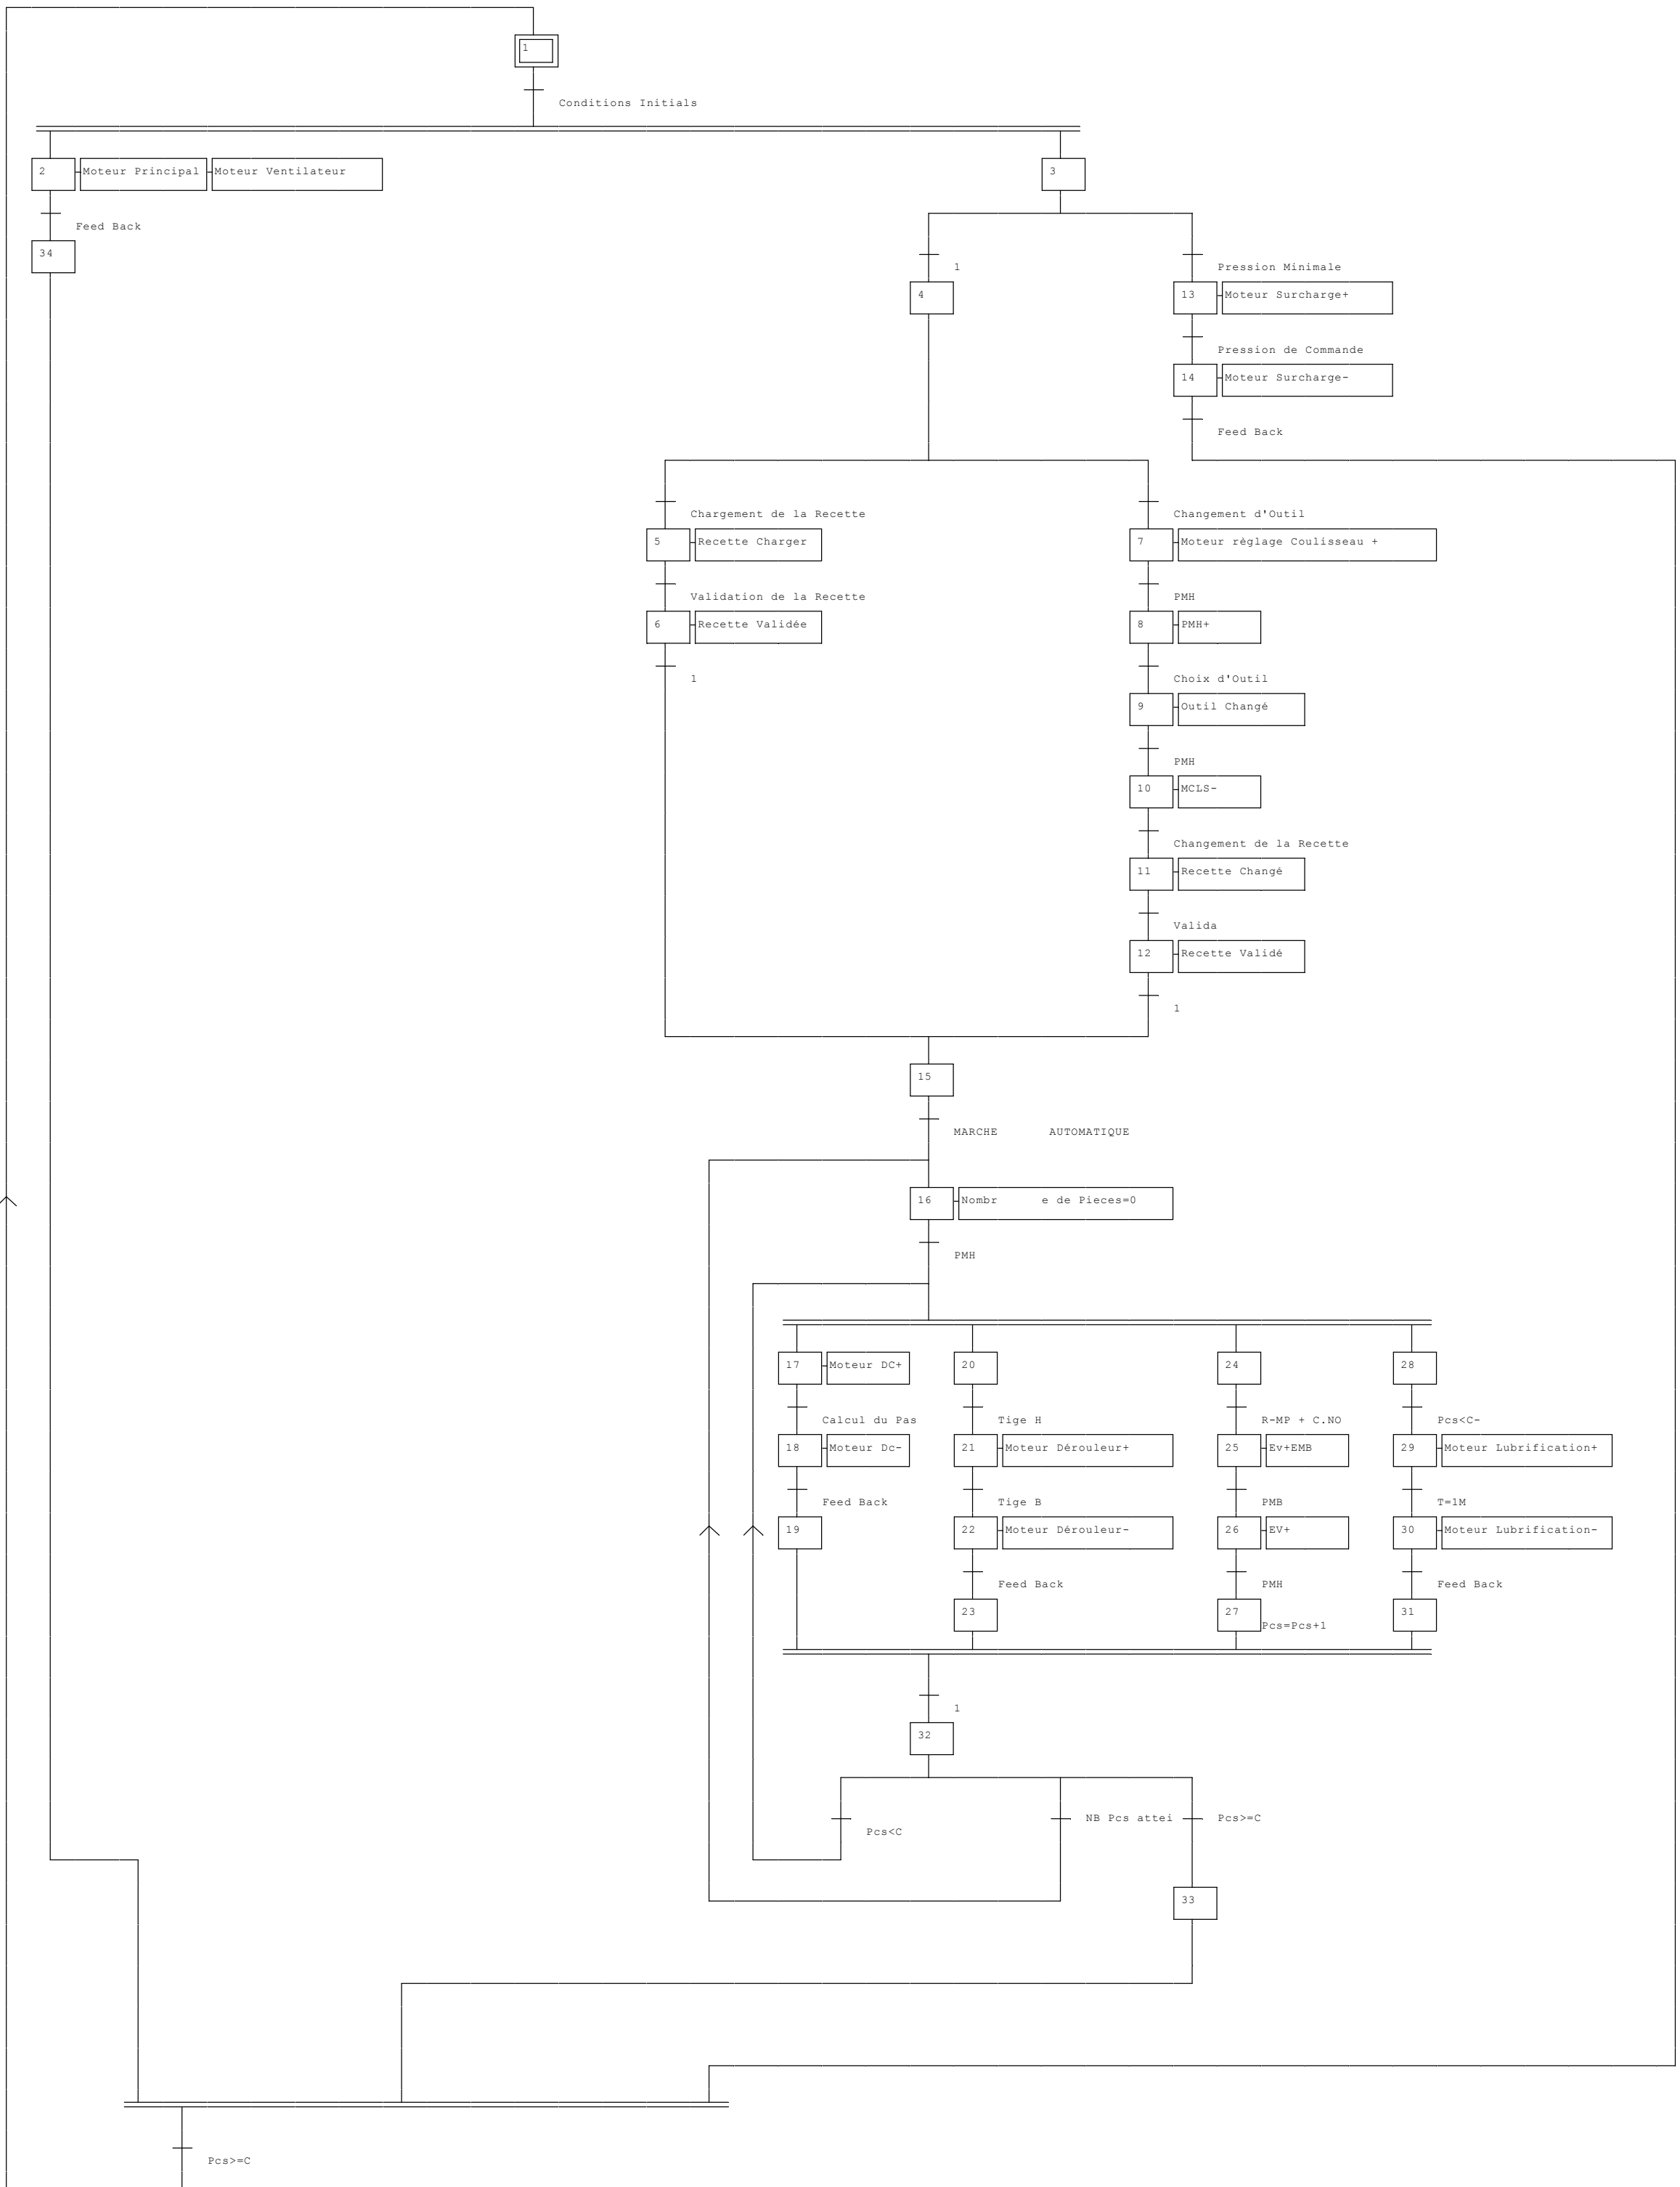 1
Conditions Initials
2 Moteur Principal Moteur Ventilateur
3
Feed Back
34
1
Pression Minimale
4
13 Moteur Surcharge+
Pression de Commande
14 Moteur Surcharge-
Feed Back
Chargement de la Recette
Changement d'Outil
5 Recette Charger
7 Moteur règlage Coulisseau +
Validation de la Recette
PMH
6 Recette Validée
8 PMH+
1
Choix d'Outil
9 Outil Changé
PMH
10 MCLS-
Changement de la Recette
11 Recette Changé
Valida
12 Recette Validé
1
15
MARCHE AUTOMATIQUE
16 Nombr e de Pieces=0
PMH
17 Moteur DC+
20
24
28
Calcul du Pas
Tige H
R-MP + C.NO
Pcs<C-
18 Moteur Dc-
21 Moteur Dérouleur+
25 Ev+EMB
29 Moteur Lubrification+
Feed Back
Tige B
PMB
T=1M
19
22 Moteur Dérouleur-
26 EV+
30 Moteur Lubrification-
Feed Back
PMH
Feed Back
23
27 Pcs=Pcs+1
31
1
32
Pcs<C
NB Pcs attei
Pcs>=C
33
Pcs>=C